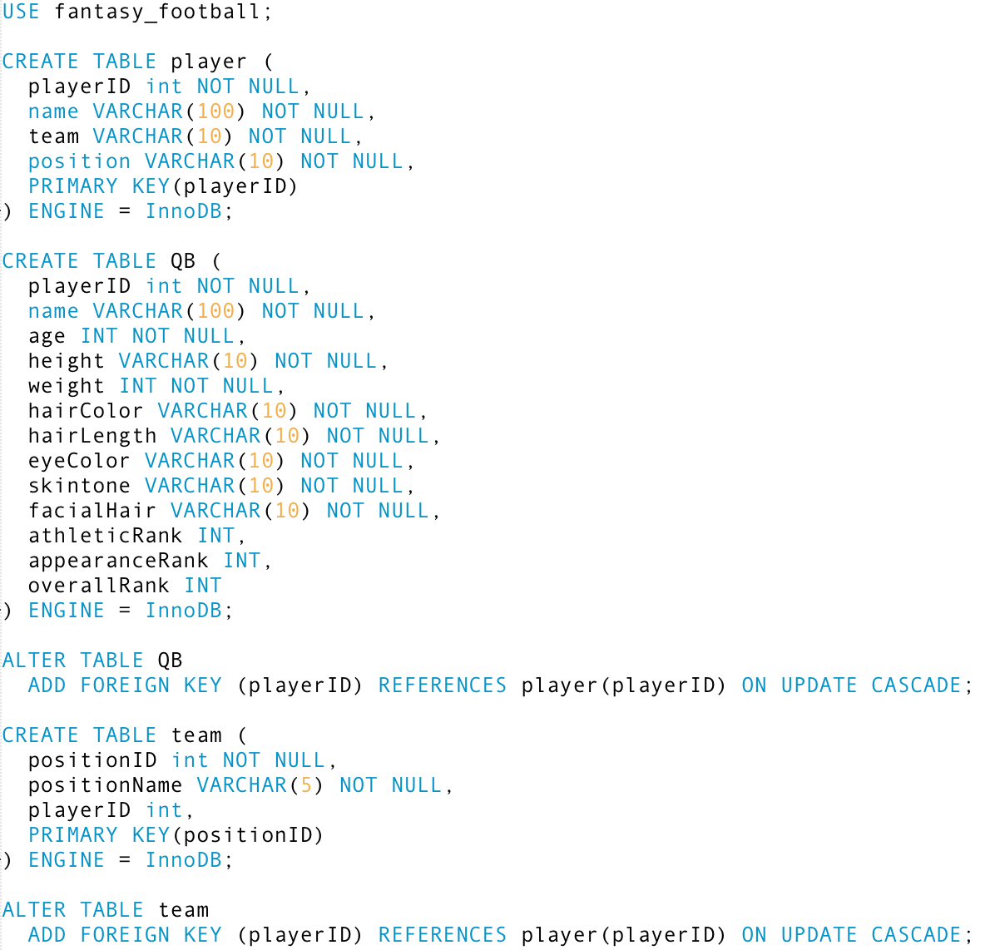 USE fantasy_football;
CREATE TABLE player (
playerID int NOT NULL,
name VARCHAR(100) NOT NULL,
team VARCHAR(10) NOT NULL,
position VARCHAR(10) NOT NULL,
PRIMARY KEY(playerID)
) ENGINE = InnoDB;
CREATE TABLE QB (
playerID int NOT NULL,
name VARCHAR(100) NOT NULL,
age INT NOT NULL,
height VARCHAR(10) NOT NULL,
weight INT NOT NULL,
hairColor VARCHAR(10) NOT NULL,
hairLength VARCHAR(10) NOT NULL,
eyeColor VARCHAR(10) NOT NULL,
skintone VARCHAR(10) NOT NULL,
facialHair VARCHAR(10) NOT NULL,
athleticRank INT,
appearanceRank INT,
overallRank INT
) ENGINE = InnoDB;
ALTER TABLE QB
ADD FOREIGN KEY (playerID) REFERENCES player(playerID) ON UPDATE CASCADE;
CREATE TABLE team (
positionID int NOT NULL,
positionName VARCHAR(5) NOT NULL,
playerID int,
PRIMARY KEY(positionID)
) ENGINE = InnoDB;
ALTER TABLE team
ADD FOREIGN KEY (playerID) REFERENCES player(playerID) ON UPDATE CASCADE;